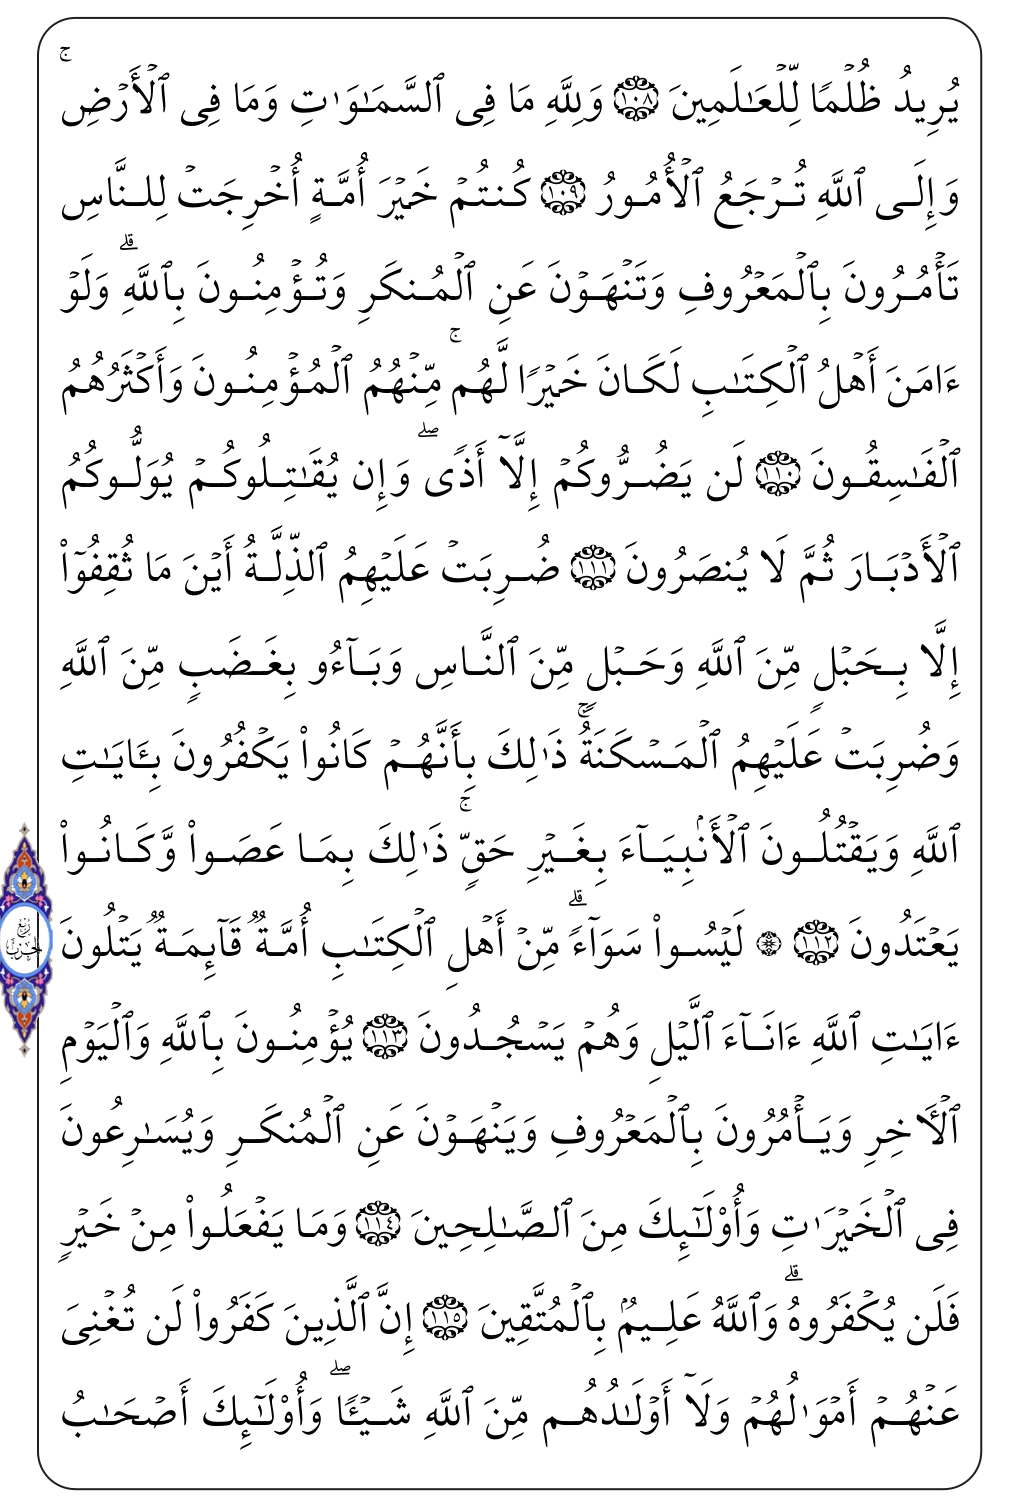 يُرِيدُ ظُلۡمٗا لِّلۡعَٰلَمِينَ ١٠٨ وَلِلَّهِ مَا فِي ٱلسَّمَٰوَٰتِ وَمَا فِي ٱلۡأَرۡضِۚ
وَإِلَى ٱللَّهِ تُرۡجَعُ ٱلۡأُمُورُ ١٠٩ كُنتُمۡ خَيۡرَ أُمَّةٍ أُخۡرِجَتۡ لِلنَّاسِ
تَأۡمُرُونَ بِٱلۡمَعۡرُوفِ وَتَنۡهَوۡنَ عَنِ ٱلۡمُنكَرِ وَتُؤۡمِنُونَ بِٱللَّهِۗ وَلَوۡ
ءَامَنَ أَهۡلُ ٱلۡكِتَٰبِ لَكَانَ خَيۡرٗا لَّهُمۚ مِّنۡهُمُ ٱلۡمُؤۡمِنُونَ وَأَكۡثَرُهُمُ
ٱلۡفَٰسِقُونَ ١١٠ لَن يَضُرُّوكُمۡ إِلَّآ أَذٗىۖ وَإِن يُقَٰتِلُوكُمۡ يُوَلُّوكُمُ
ٱلۡأَدۡبَارَ ثُمَّ لَا يُنصَرُونَ ١١١ ضُرِبَتۡ عَلَيۡهِمُ ٱلذِّلَّةُ أَيۡنَ مَا ثُقِفُوٓاْ
إِلَّا بِحَبۡلٖ مِّنَ ٱللَّهِ وَحَبۡلٖ مِّنَ ٱلنَّاسِ وَبَآءُو بِغَضَبٖ مِّنَ ٱللَّهِ
وَضُرِبَتۡ عَلَيۡهِمُ ٱلۡمَسۡكَنَةُۚ ذَٰلِكَ بِأَنَّهُمۡ كَانُواْ يَكۡفُرُونَ بِـَٔايَٰتِ
ٱللَّهِ وَيَقۡتُلُونَ ٱلۡأَنۢبِيَآءَ بِغَيۡرِ حَقّٖۚ ذَٰلِكَ بِمَا عَصَواْ وَّكَانُواْ
يَعۡتَدُونَ ١١٢ ۞ لَيۡسُواْ سَوَآءٗۗ مِّنۡ أَهۡلِ ٱلۡكِتَٰبِ أُمَّةٞ قَآئِمَةٞ يَتۡلُونَ
ربع الحزب
ءَايَٰتِ ٱللَّهِ ءَانَآءَ ٱلَّيۡلِ وَهُمۡ يَسۡجُدُونَ ١١٣ يُؤۡمِنُونَ بِٱللَّهِ وَٱلۡيَوۡمِ
ٱلۡأٓخِرِ وَيَأۡمُرُونَ بِٱلۡمَعۡرُوفِ وَيَنۡهَوۡنَ عَنِ ٱلۡمُنكَرِ وَيُسَٰرِعُونَ
فِي ٱلۡخَيۡرَٰتِ وَأُوْلَٰٓئِكَ مِنَ ٱلصَّٰلِحِينَ ١١٤ وَمَا يَفۡعَلُواْ مِنۡ خَيۡرٖ
فَلَن يُكۡفَرُوهُۗ وَٱللَّهُ عَلِيمُۢ بِٱلۡمُتَّقِينَ ١١٥ إِنَّ ٱلَّذِينَ كَفَرُواْ لَن تُغۡنِيَ
عَنۡهُمۡ أَمۡوَٰلُهُمۡ وَلَآ أَوۡلَٰدُهُم مِّنَ ٱللَّهِ شَيۡـٔٗاۖ وَأُوْلَٰٓئِكَ أَصۡحَٰبُ